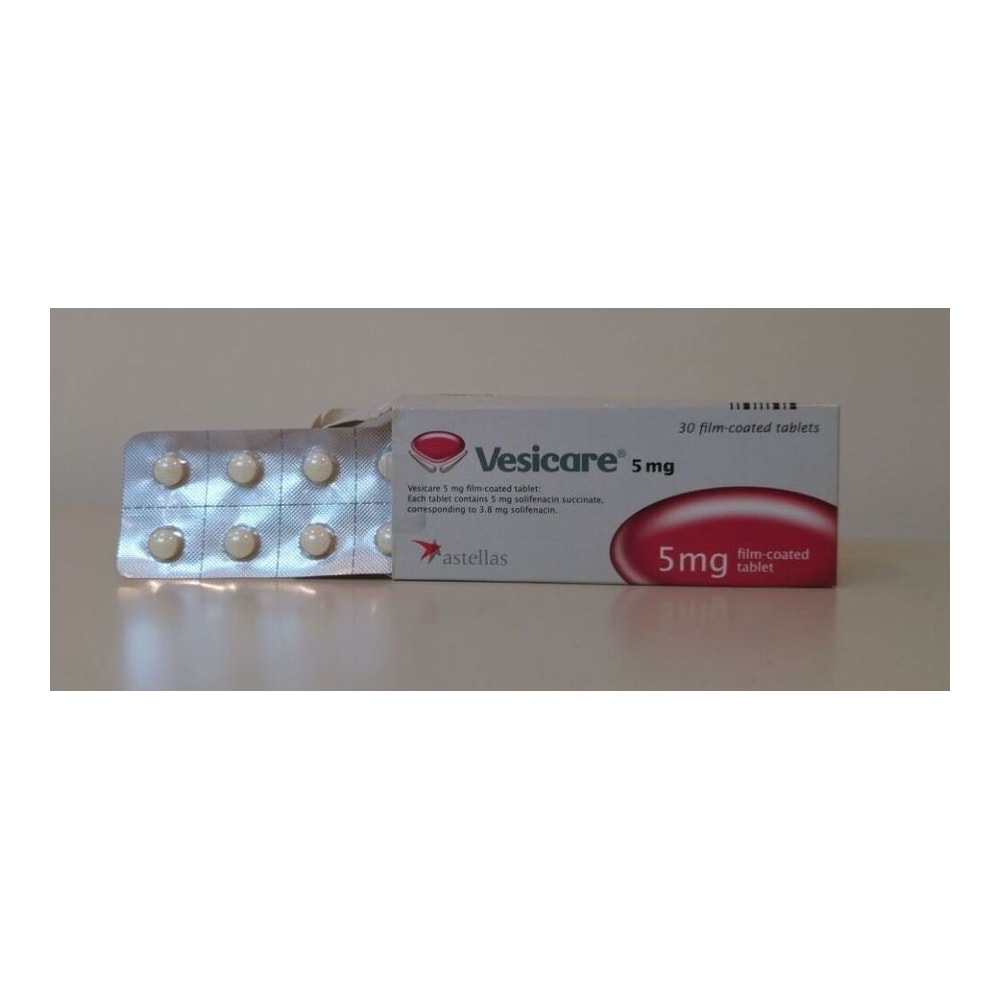 30 film-coated tablets
Vesicare® 5 mg
Vesicare 5 mg film-coated tablet:
Each tablet contains 5 mg solifenacin succinate,
corresponding to 3.8 mg solifenacin.
astellas
5mg film-coated
tablet